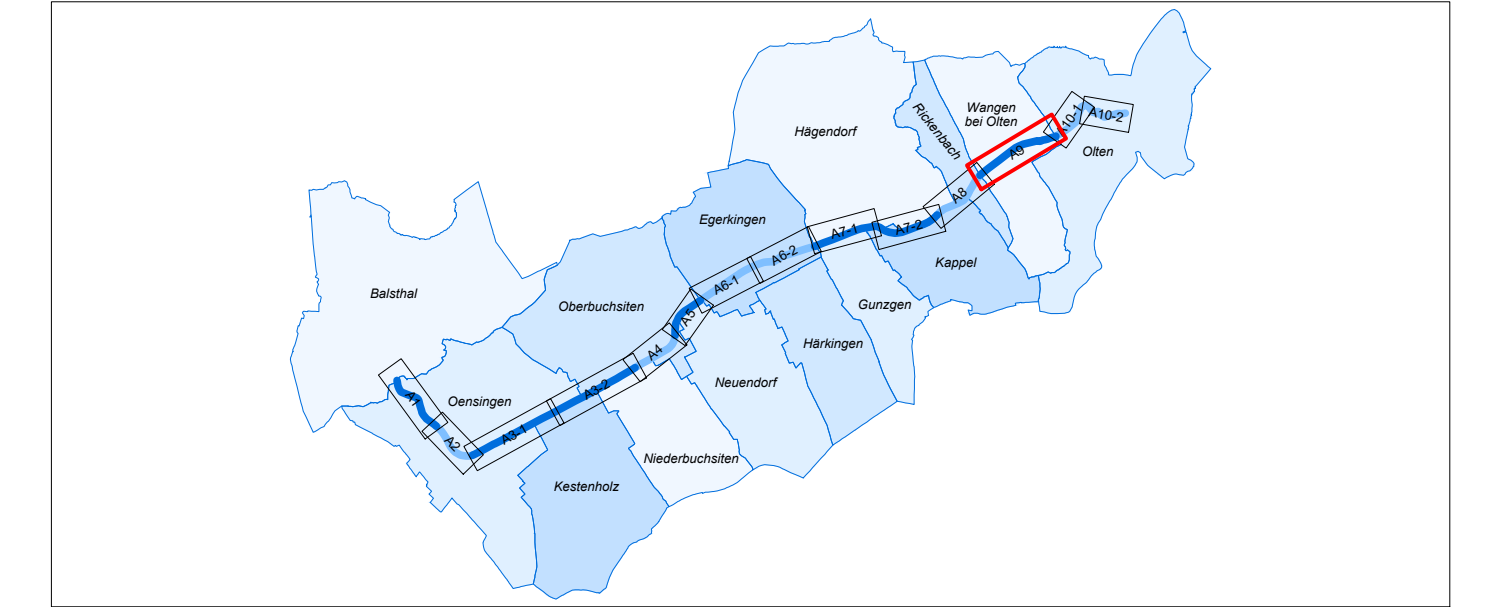 Wangen
bei Olten
Rickenbach
Hägendorf
A10-1
A10-2
Olten
A9
A8
Egerkingen
A7-1
A7-2
A6-2
Kappel
A6-1
Balsthal
Oberbuchsiten
Gunzgen
A5
Härkingen
A4
Neuendorf
A3-2
Oensingen
A1
A3-1
A2
Niederbuchsiten
Kestenholz